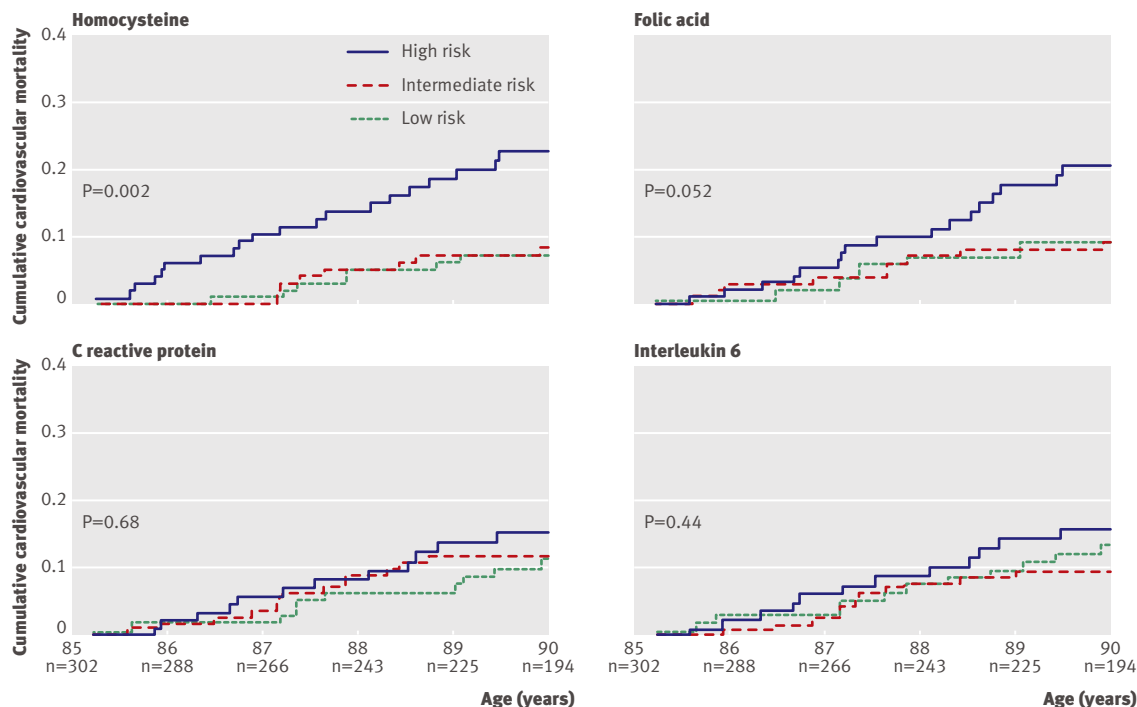 Homocysteine
Cumulative cardiovascular mortality
0.4
0.3
0.2
0.1
0
High risk
Intermediate risk
Low risk
P=0.002
Folic acid
P=0.052
C reactive protein
Cumulative cardiovascular mortality
0.4
0.3
0.2
0.1
0
P=0.68
85 86 87 88 89 90
n=302 n=288 n=266 n=243 n=225 n=194
Age (years)
Interleukin 6
P=0.44
85 86 87 88 89 90
n=302 n=288 n=266 n=243 n=225 n=194
Age (years)